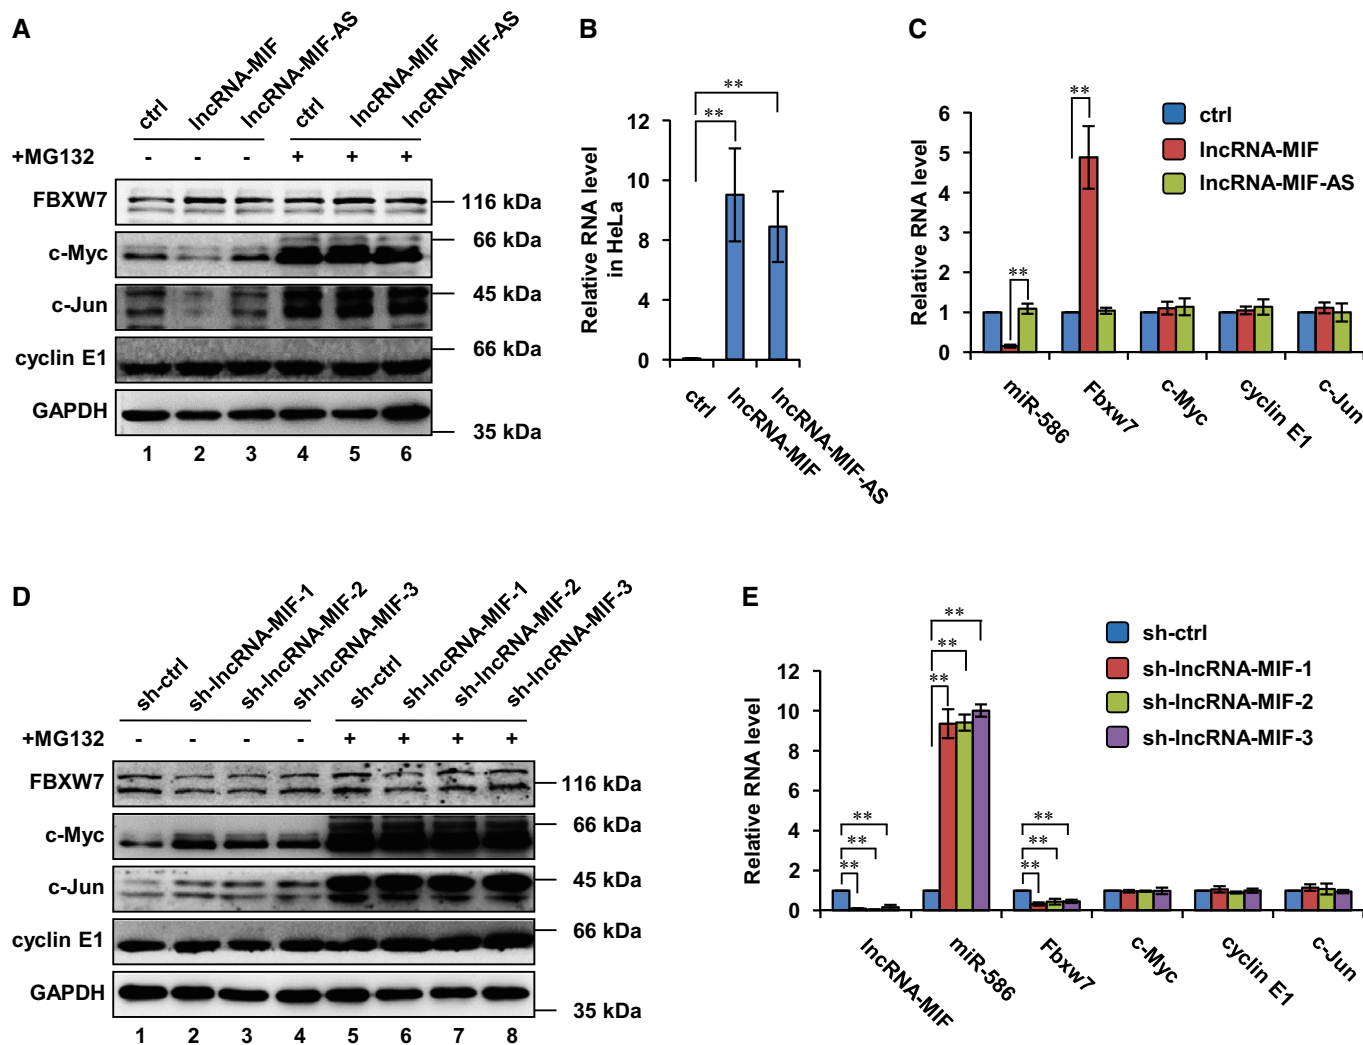 A
ctrl
lncRNA-MIF
lncRNA-MIF-AS
ctrl
lncRNA-MIF
lncRNA-MIF-AS
+MG132 - - - + + +
FBXW7 116 kDa
66 kDa
c-Myc
45 kDa
c-Jun
66 kDa
cyclin E1
GAPDH
35 kDa
1 2 3 4 5 6
B
** **
Relative RNA level
in HeLa
12
10
8
4
0
ctrl
lncRNA-MIF
lncRNA-MIF-AS
C
Relative RNA level
6
5
4
3
2
1
0
** **
ctrl
lncRNA-MIF
lncRNA-MIF-AS
miR-586
Fbxw7
c-Myc
cyclin E1
c-Jun
D
sh-ctrl
sh-lncRNA-MIF-1
sh-lncRNA-MIF-2
sh-lncRNA-MIF-3
sh-ctrl
sh-lncRNA-MIF-1
sh-lncRNA-MIF-2
sh-lncRNA-MIF-3
+MG132 - - - - + + + +
FBXW7 116 kDa
66 kDa
c-Myc
c-Jun 45 kDa
66 kDa
cyclin E1
GAPDH
35 kDa
1 2 3 4 5 6 7 8
E
Relative RNA level
12
10
8
6
4
2
0
** ** **
** ** **
** ** **
sh-ctrl
sh-lncRNA-MIF-1
sh-lncRNA-MIF-2
sh-lncRNA-MIF-3
lncRNA-MIF
miR-586
Fbxw7
c-Myc
cyclin E1
c-Jun